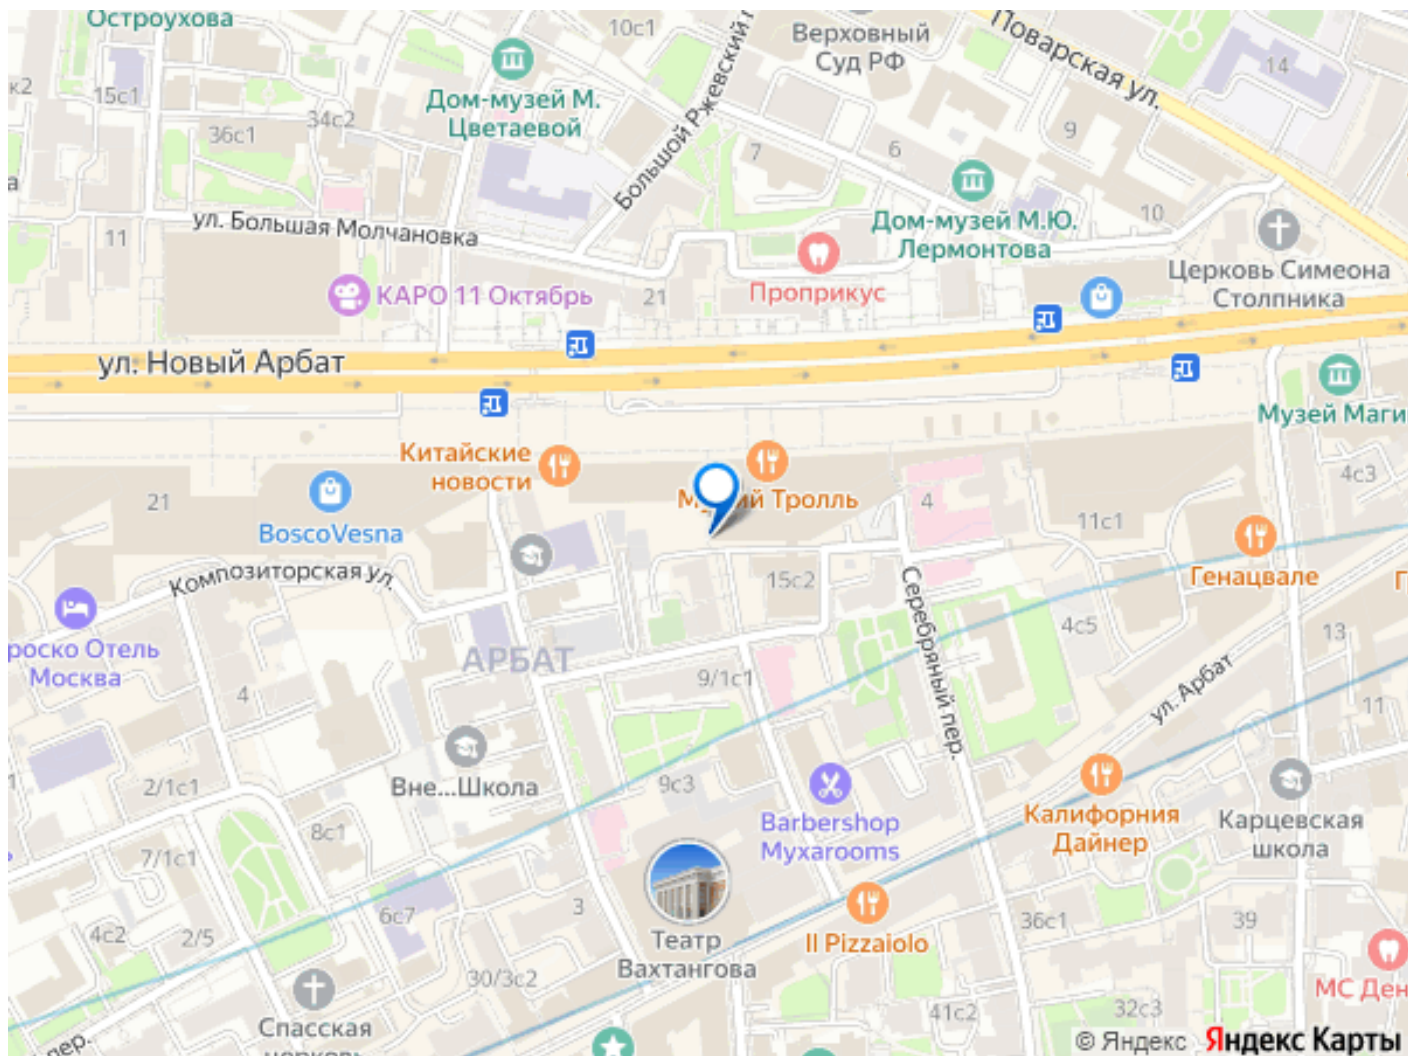 Остроухова
10с1
Верховный
Суд РФ
Поварская ул.
14
к2
15с1
34с2
36с1
Дом-музей М.
Цветаевой
Большой Ржевский п
7
6
9
10
Дом-музей М.Ю.
Лермонтова
а
11
ул. Большая Молчановка
Церковь Симеона
Столпника
КАРО 11 Октябрь
21
Проприкус
ул. Новый Арбат
Музей Маги
Китайские
новости
21
BoscoVesna
М
ий Тролль
4
11с1
4с3
Композиторская ул.
15с2
Генацвале
Г
роско Отель
Москва
АРБАТ
Серебряный пер.
4с5
13
4
9/1с1
ул. Арбат
11
2/1с1
Вне...Школа
9с3
8с1
Barbershop
Myxarooms
Калифорния
Дайнер
Карцевская
школа
7/1с1
6с7
3
4с2
2/5
Театр
Вахтангова
Il Pizzaiolo
36с1
39
30/3с2
МС Ден
Спасская
церковь
41с2
32с3
пер.
© Яндекс
Яндекс Карты